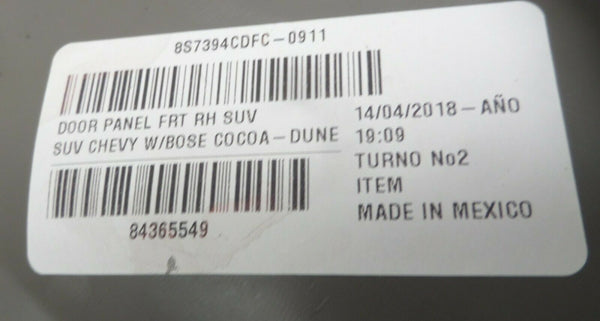 8S7394CDFC-0911
DOOR PANEL FRT RH SUV
SUV CHEVY W/BOSE COCOA-DUNE
84365549
14/04/2018-AÑO
19:09
TURNO No2
ITEM
MADE IN MEXICO